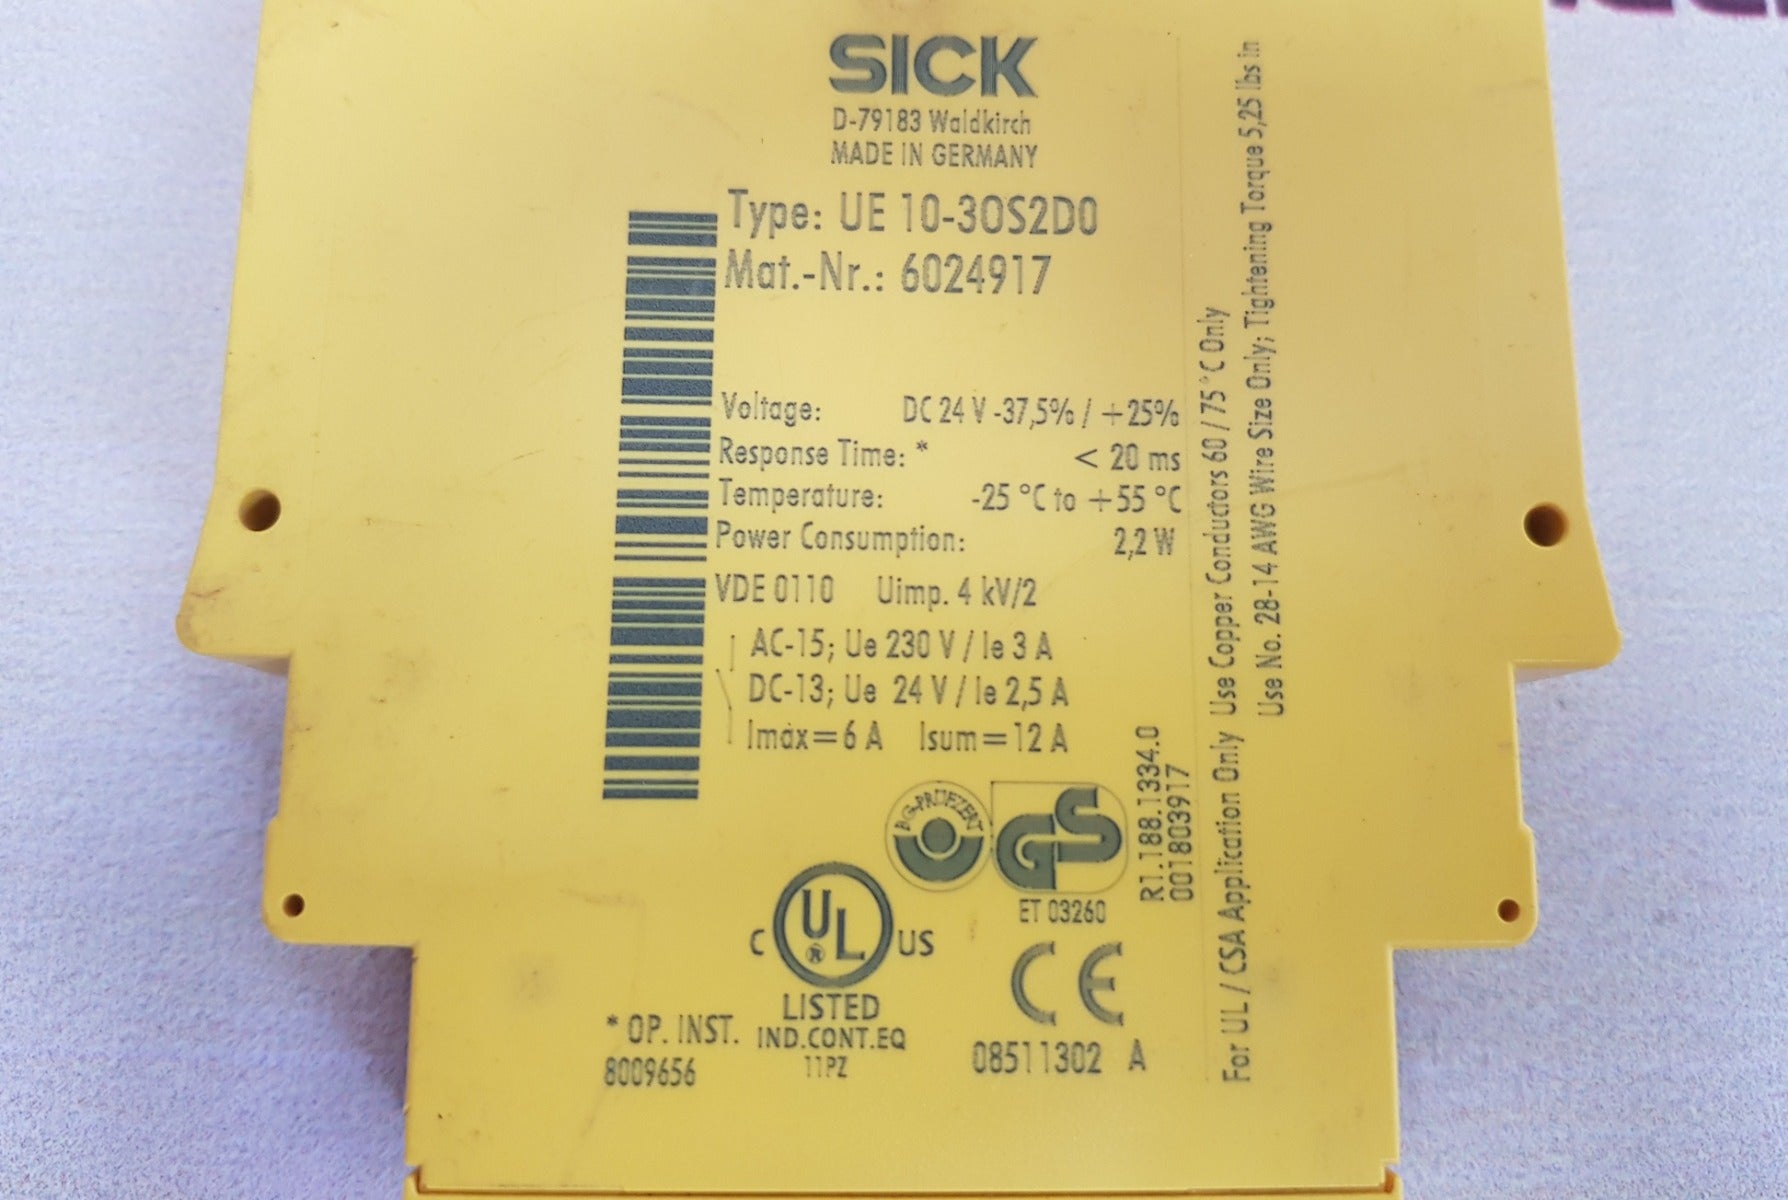 SICK
D-79183 Waldkirch
MADE IN GERMANY
Type: UE 10-3OS2D0
Mat.-Nr.: 6024917
Voltage: DC 24 V -37,5% / +25%
Response Time: * < 20 ms
Temperature: -25 °C to +55 °C
Power Consumption: 2,2 W
VDE 0110 Uimp. 4 kV/2
AC-15; Ue 230 V / Ie 3 A
DC-13; Ue 24 V / Ie 2,5 A
Imax=6 A Isum=12 A
BG-PRUEFZERT
GS
ET 03260
R1.188.1334.0
001803917
C UL ® US
LISTED
IND.CONT.EQ
11PZ
CE
* OP. INST.
8009656
08511302 A
For UL / CSA Application Only Use Copper Conductors 60 / 75 °C Only
Use No. 28-14 AWG Wire Size Only; Tightening Torque 5,25 lbs in